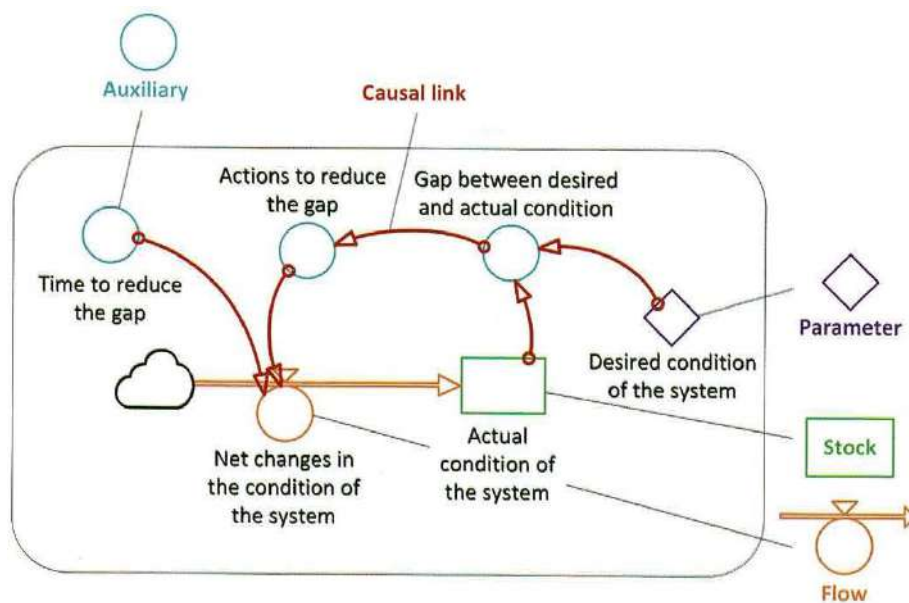 Auxiliary
Causal link
Actions to reduce
the gap
Gap between desired
and actual condition
Time to reduce
the gap
Parameter
Desired condition
of the system
Net changes in
the condition of
the system
Actual
condition of
the system
Stock
Flow